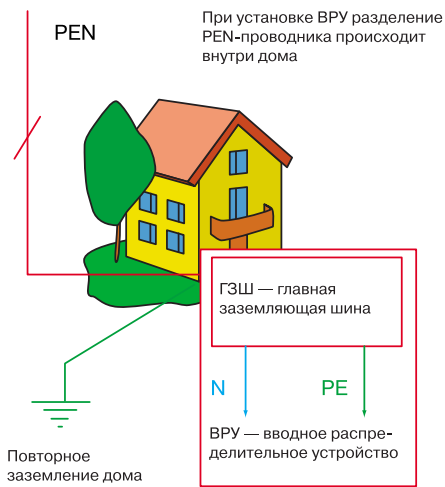 PEN
При установке ВРУ разделение
PEN-проводника происходит
внутри дома
ГЗШ — главная
заземляющая шина
N
PE
ВРУ — вводное распре-
делительное устройство
Повторное
заземление дома